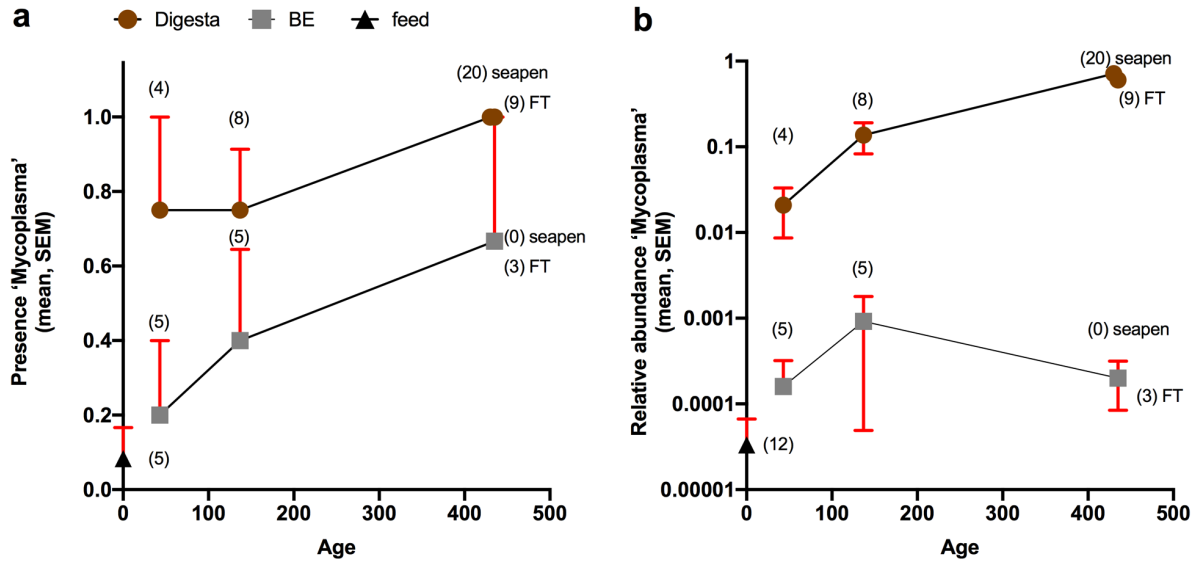 a
Digesta
BE
feed
Presence ‘Mycoplasma’
(mean, SEM)
1.0
0.8
0.6
0.4
0.2
0.0
(4)
(8)
(20) seapen
(9) FT
(5)
(0) seapen
(3) FT
(5)
(5)
0
100
200
300
400
500
Age
b
Relative abundance ‘Mycoplasma’
(mean, SEM)
1
0.1
0.01
0.001
0.0001
0.00001
(20) seapen
(9) FT
(8)
(4)
(5)
(5)
(0) seapen
(3) FT
(12)
0
100
200
300
400
500
Age